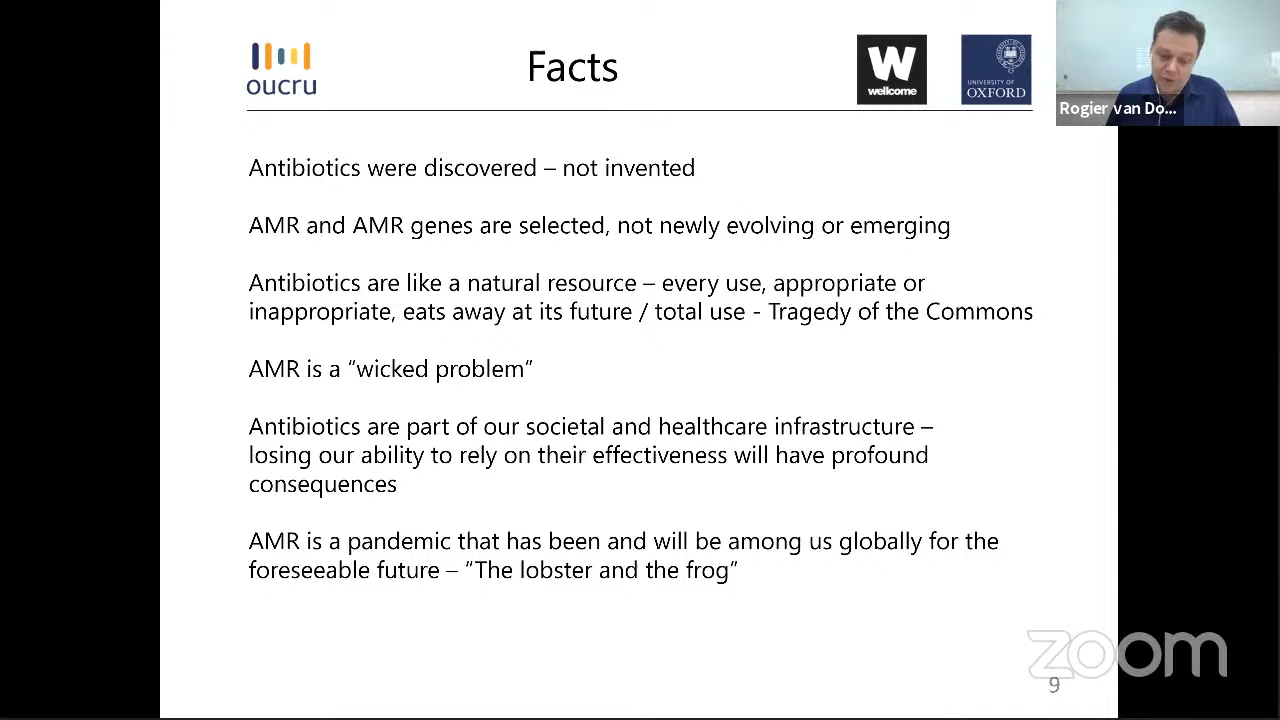 oucru
Facts
W
wellcome
UNIVERSITY OF
OXFORD
Rogier van Do...
Antibiotics were discovered – not invented
AMR and AMR genes are selected, not newly evolving or emerging
Antibiotics are like a natural resource – every use, appropriate or
inappropriate, eats away at its future / total use - Tragedy of the Commons
AMR is a “wicked problem”
Antibiotics are part of our societal and healthcare infrastructure –
losing our ability to rely on their effectiveness will have profound
consequences
AMR is a pandemic that has been and will be among us globally for the
foreseeable future – “The lobster and the frog”
zoom
9